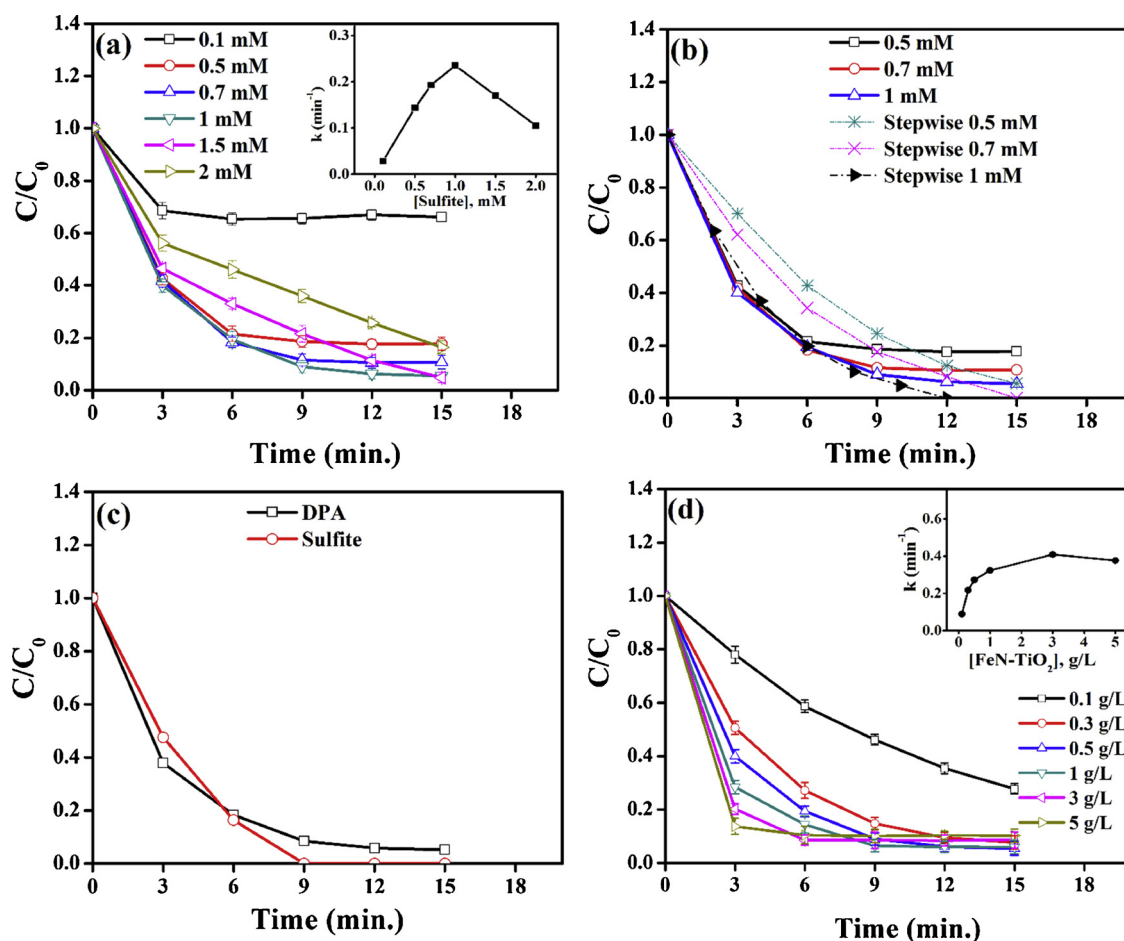 (a)
0.1 mM
0.5 mM
0.7 mM
1 mM
1.5 mM
2 mM
C/C₀
1.4
1.2
1.0
0.8
0.6
0.4
0.2
0.0
0 3 6 9 12 15 18
Time (min.)
k (min⁻¹)
0.3
0.2
0.1
0.0
0.0 0.5 1.0 1.5 2.0
[Sulfite], mM
(b)
0.5 mM
0.7 mM
1 mM
Stepwise 0.5 mM
Stepwise 0.7 mM
Stepwise 1 mM
C/C₀
1.4
1.2
1.0
0.8
0.6
0.4
0.2
0.0
0 3 6 9 12 15 18
Time (min.)
(c)
DPA
Sulfite
C/C₀
1.4
1.2
1.0
0.8
0.6
0.4
0.2
0.0
0 3 6 9 12 15 18
Time (min.)
(d)
k (min⁻¹)
0.6
0.4
0.2
0.0
0 1 2 3 4 5
[FeN-TiO₂], g/L
0.1 g/L
0.3 g/L
0.5 g/L
1 g/L
3 g/L
5 g/L
C/C₀
1.4
1.2
1.0
0.8
0.6
0.4
0.2
0.0
0 3 6 9 12 15 18
Time (min.)